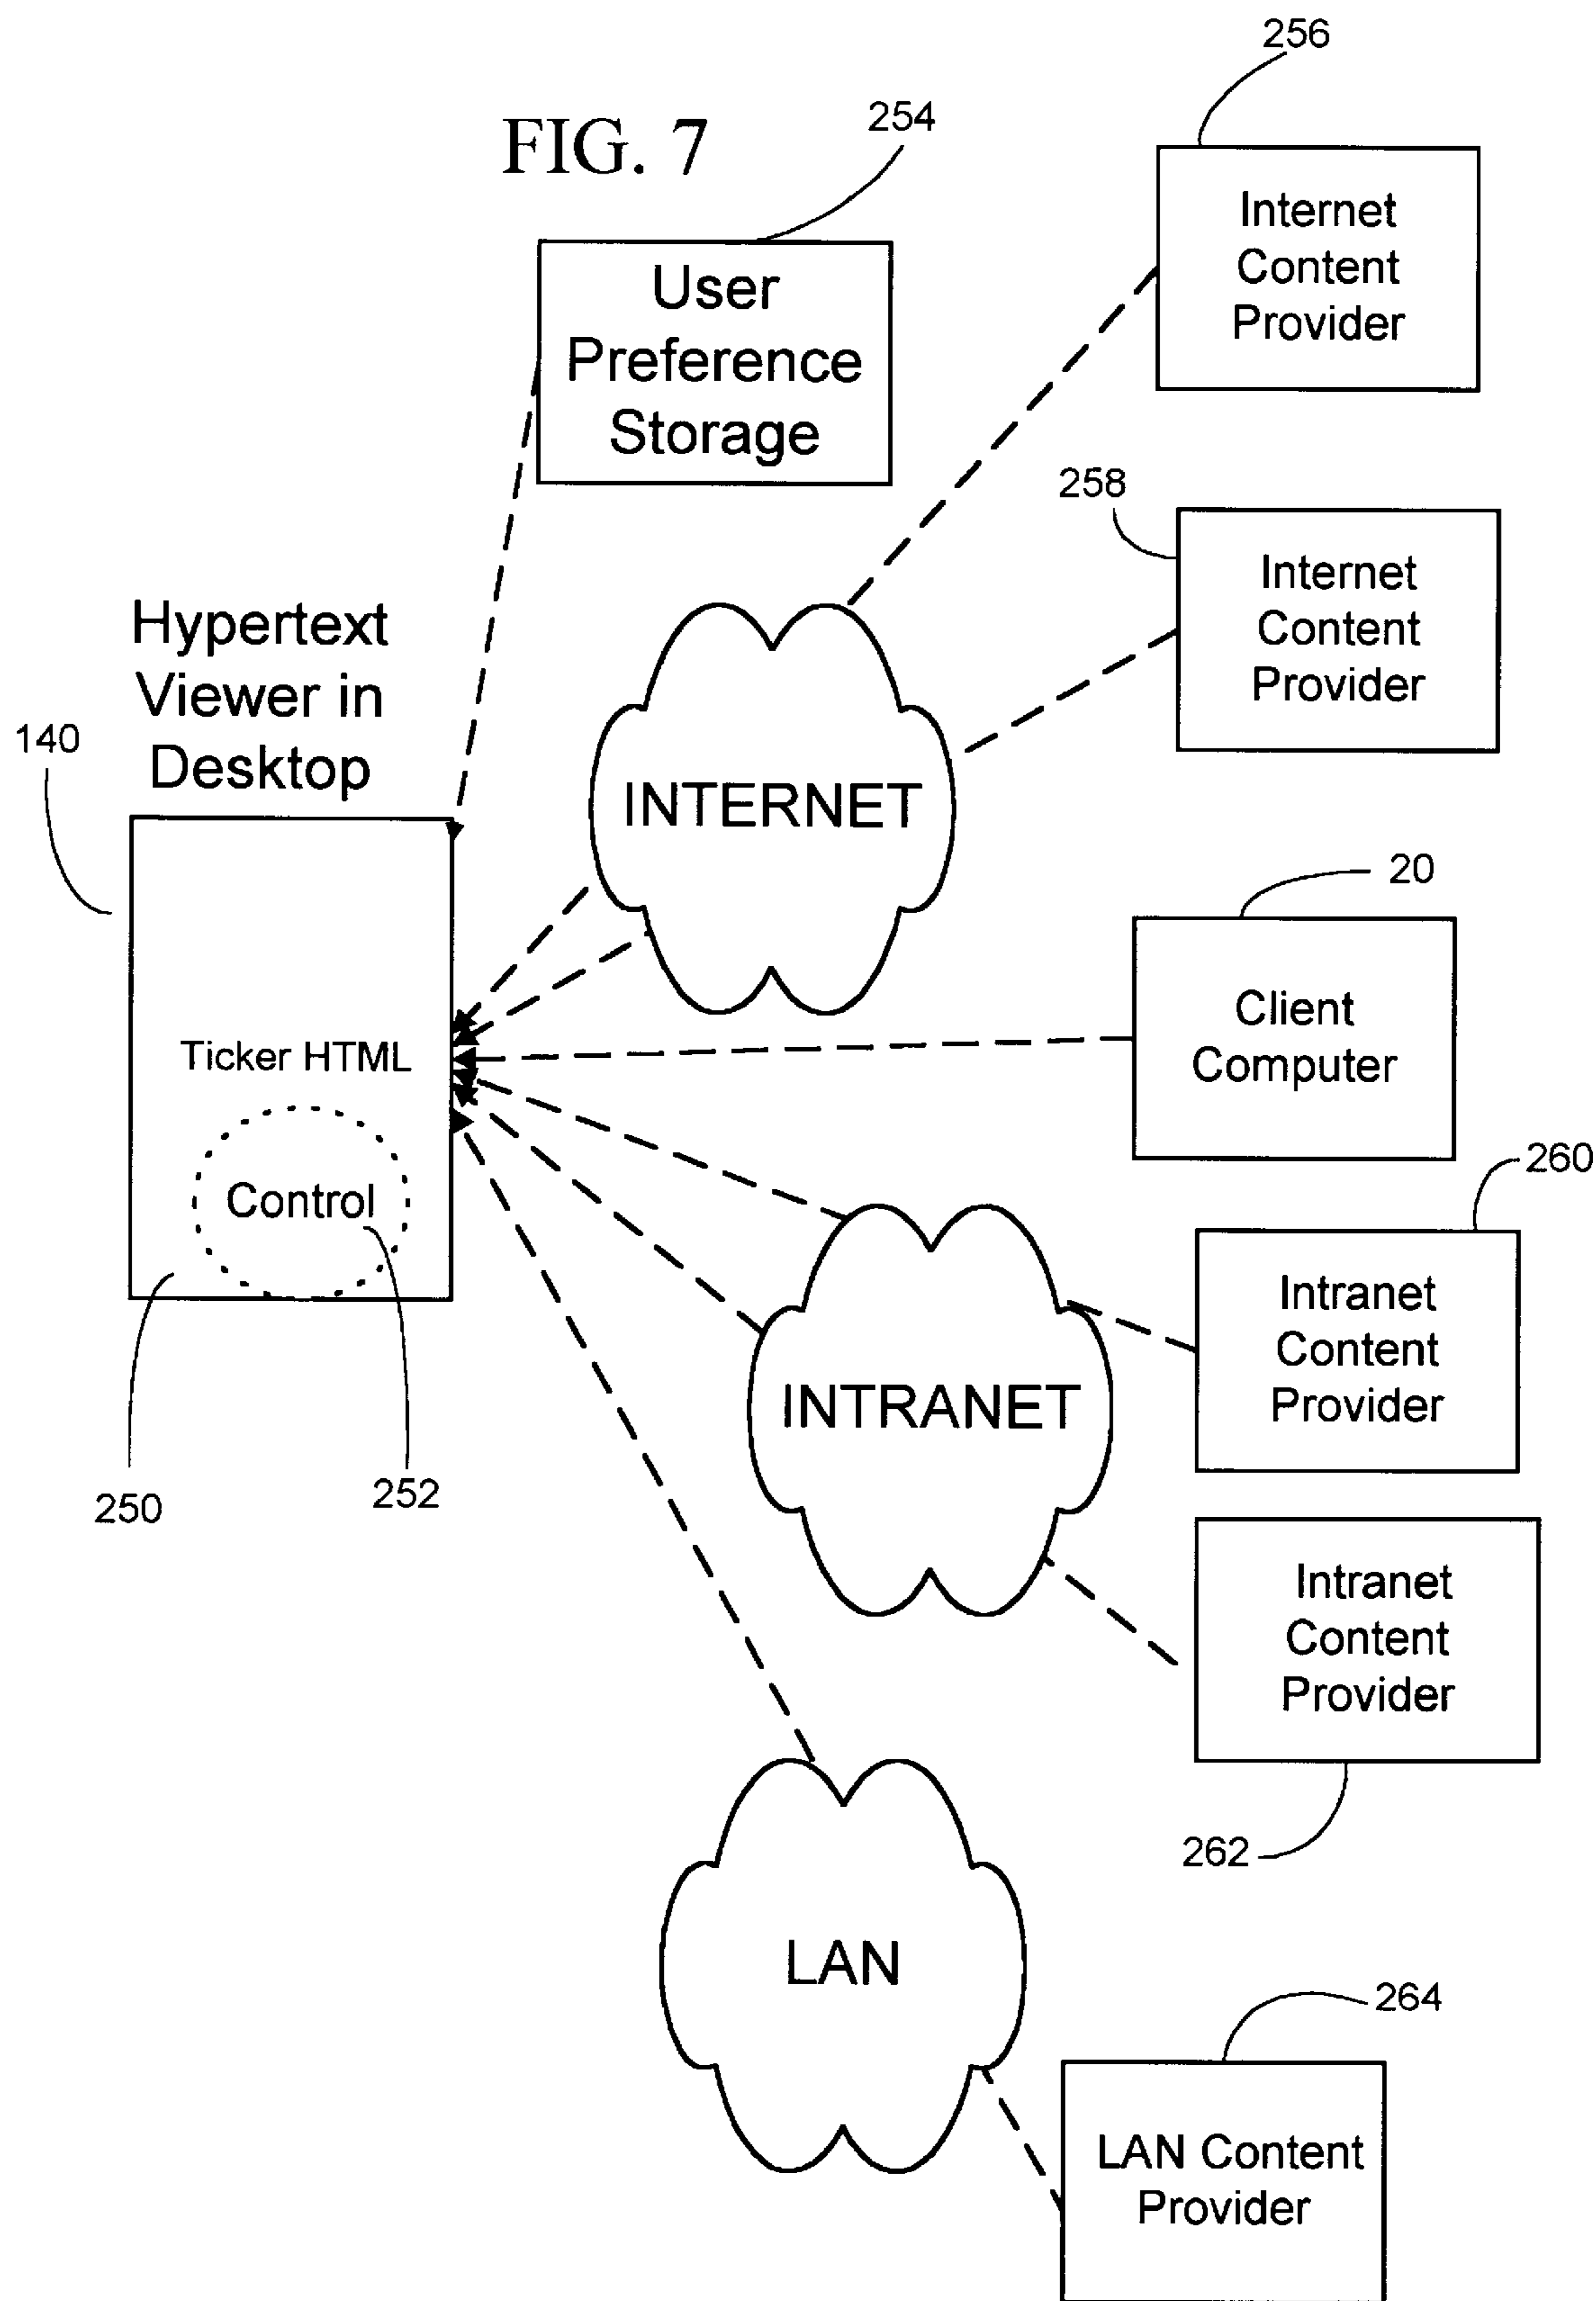 256
FIG. 7
254
Internet
Content
Provider
User
Preference
Storage
258
Internet
Content
Provider
Hypertext
Viewer in
Desktop
140
INTERNET
20
Client
Computer
Ticker HTML
Control
260
Intranet
Content
Provider
INTRANET
250
252
Intranet
Content
Provider
262
LAN
264
LAN Content
Provider